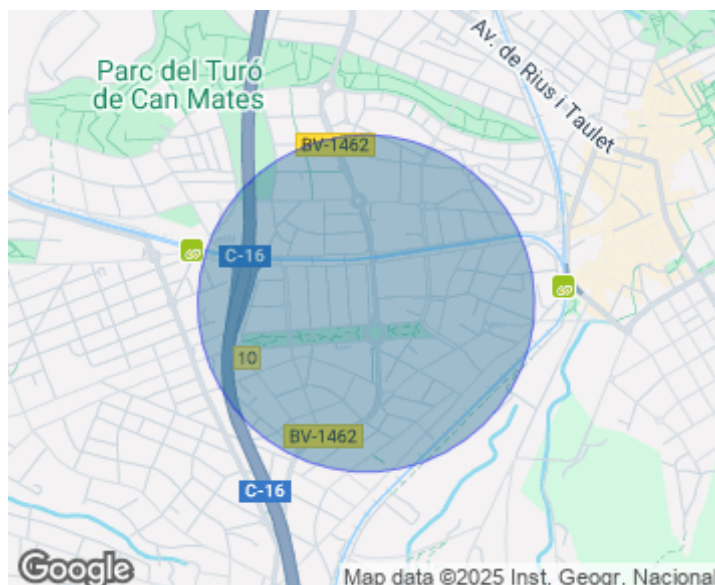 Parc del Turó
de Can Mates
Av. de Rius i Taulet
BV-1462
C-16
10
BV-1462
C-16
Google
Map data ©2025 Inst. Geogr. Nacional